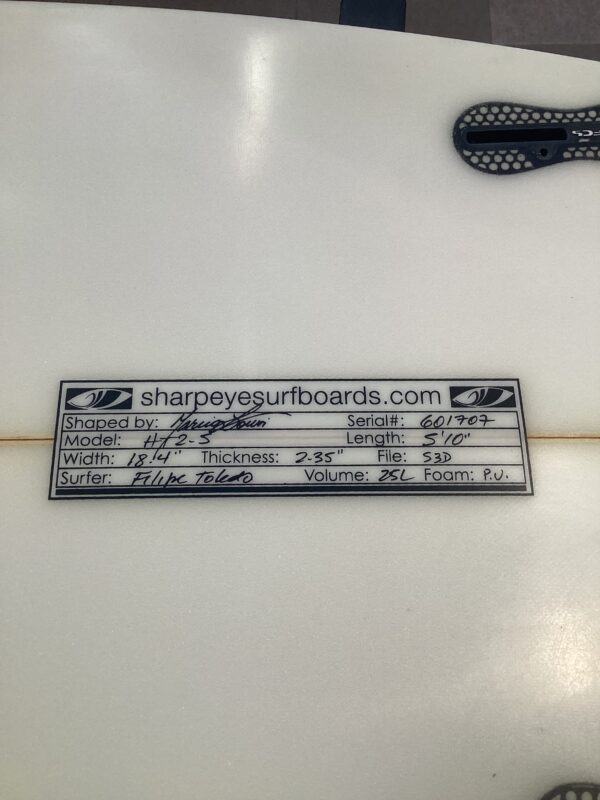 FCS
sharpeyesurfboards.com
Shaped by: Serial#: 601707
Model: HT2.5 Length: 5'10"
Width: 18.4" Thickness: 2.35" File: S3D
Surfer: Filipe Toledo Volume: 25L Foam: P.U.